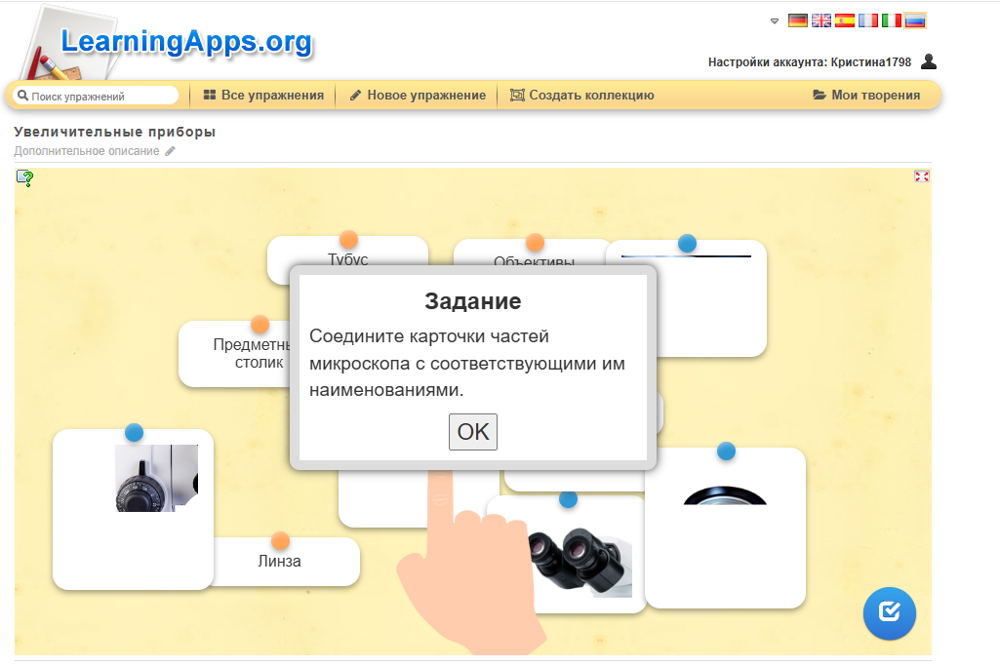 LearningApps.org
Настройки аккаунта: Кристина1798
Поиск упражнений
Все упражнения
Новое упражнение
Создать коллекцию
Мои творения
Увеличительные приборы
Дополнительное описание
Тубус
Объективы
Предметны
столик
Задание
Соедините карточки частей
микроскопа с соответствующими им
наименованиями.
OK
Линза